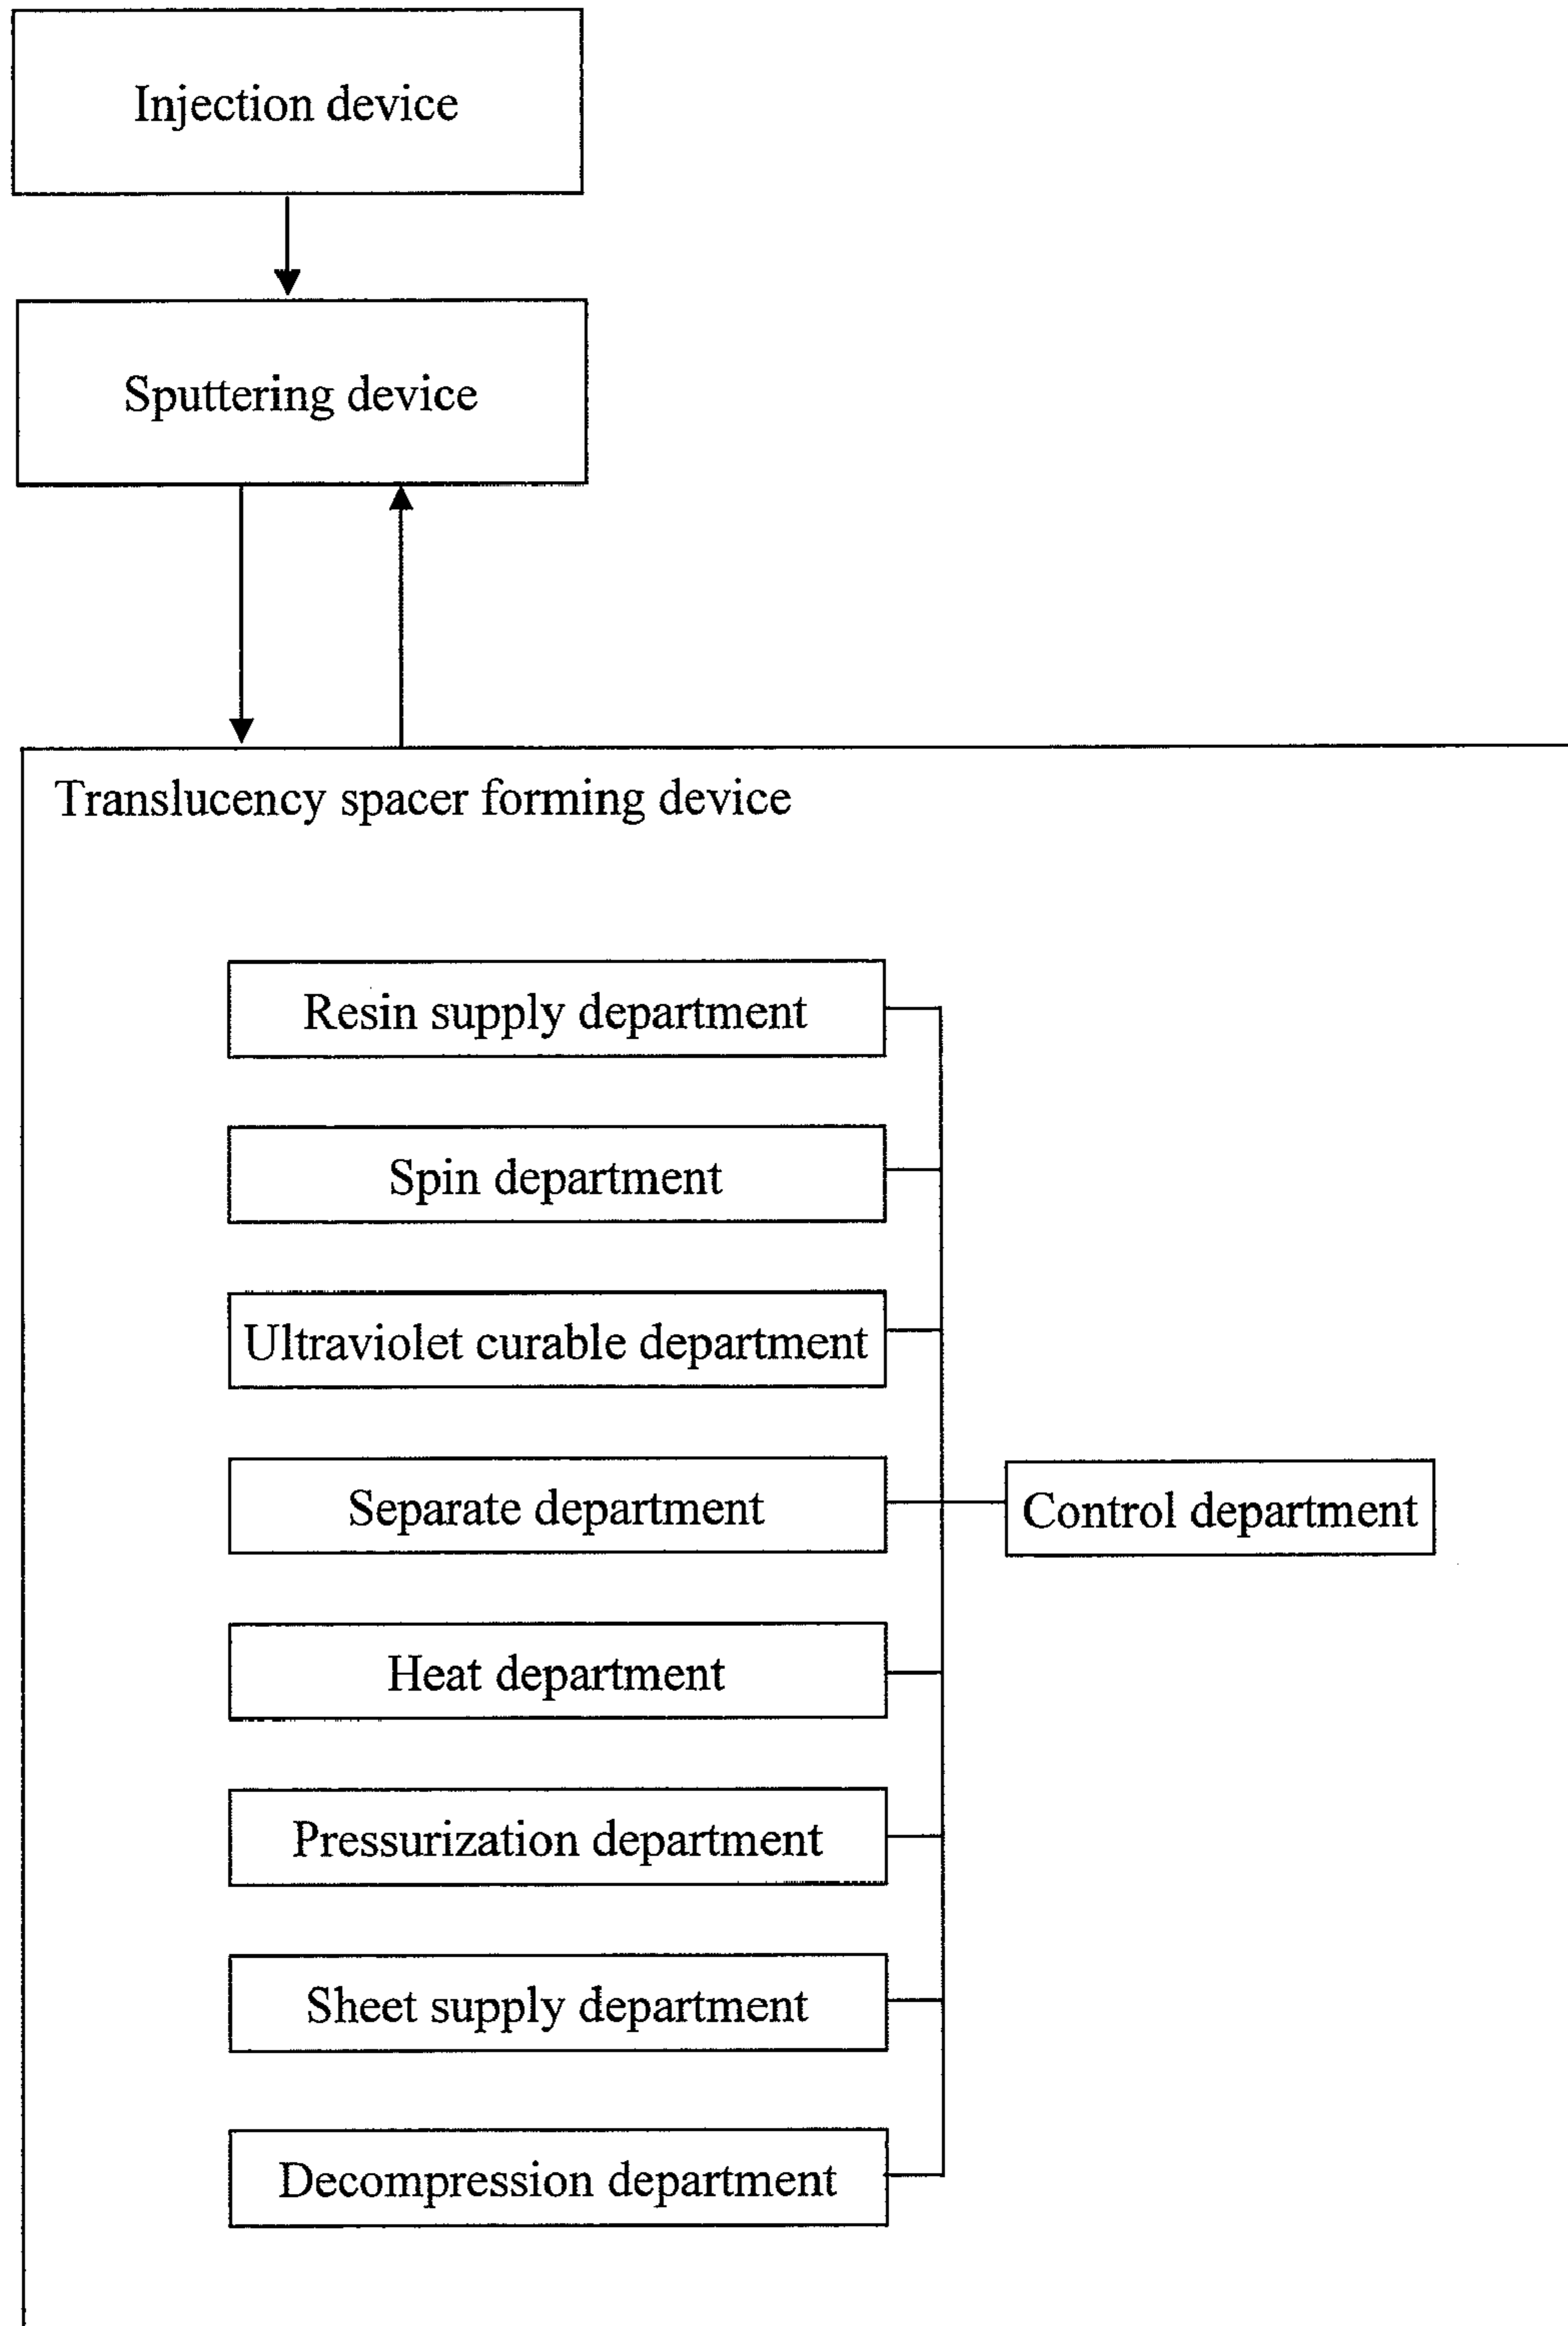 Injection device
Sputtering device
Translucency spacer forming device
Resin supply department
Spin department
Ultraviolet curable department
Separate department
Control department
Heat department
Pressurization department
Sheet supply department
Decompression department